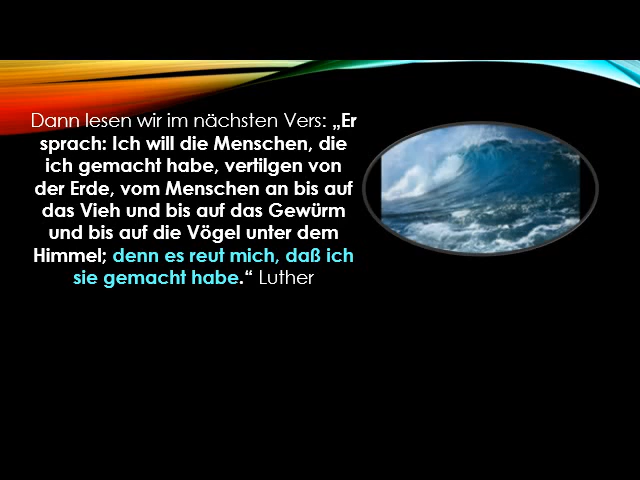 Dann lesen wir im nächsten Vers: „Er
sprach: Ich will die Menschen, die
ich gemacht habe, vertilgen von
der Erde, vom Menschen an bis auf
das Vieh und bis auf das Gewürm
und bis auf die Vögel unter dem
Himmel; denn es reut mich, daß ich
sie gemacht habe.“ Luther